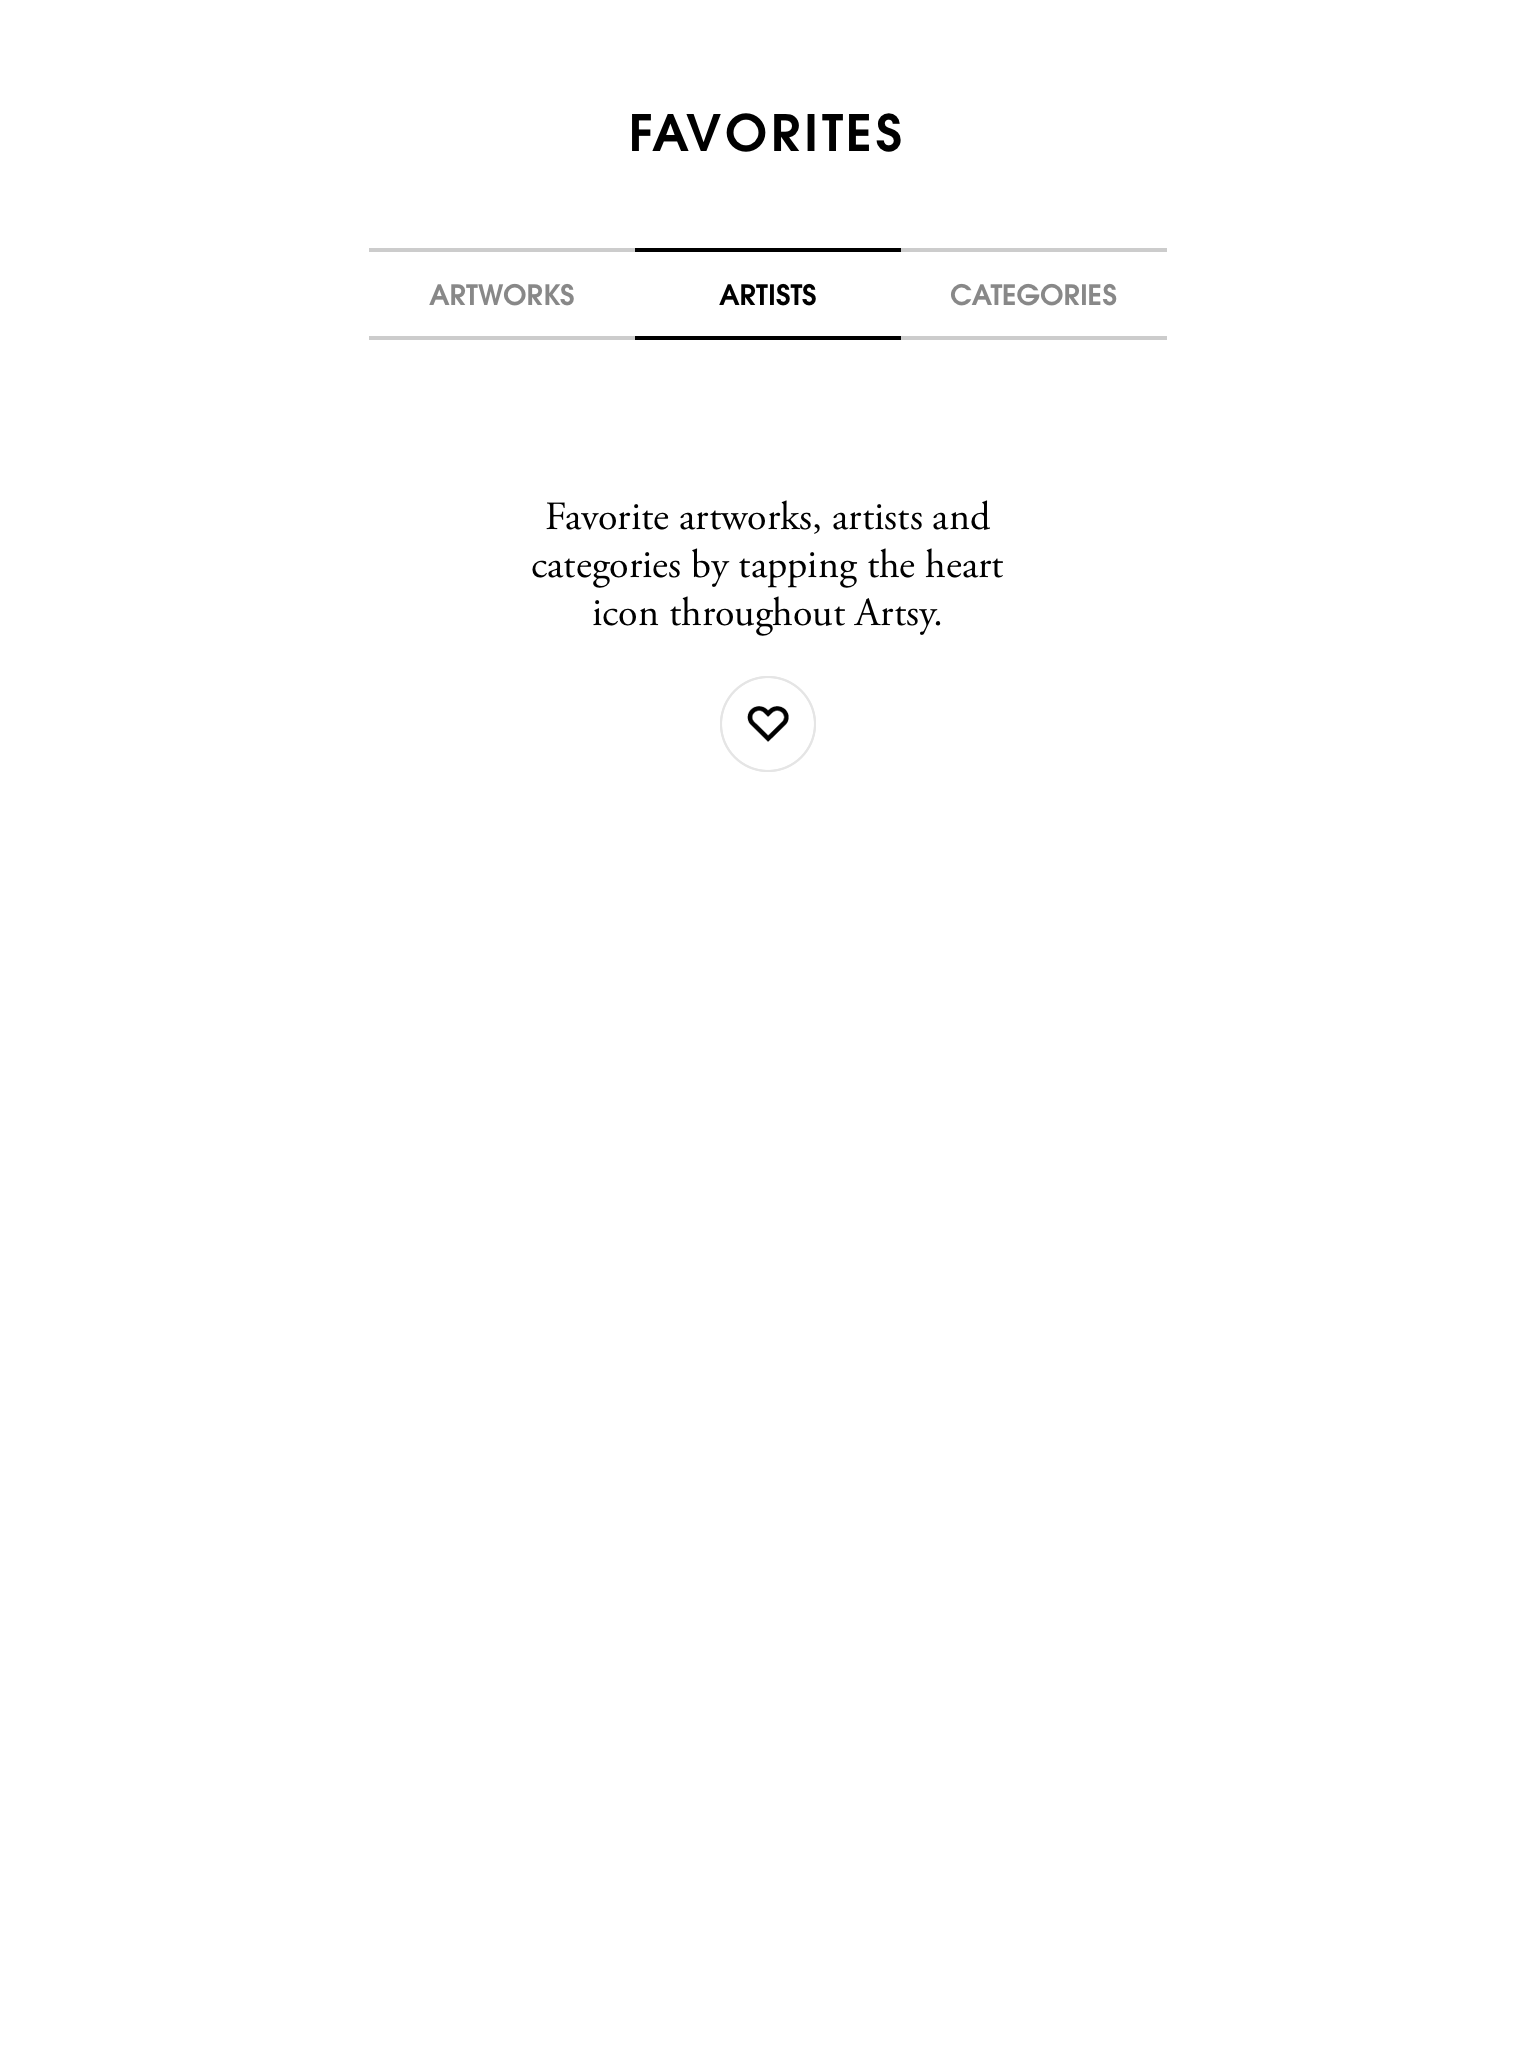 FAVORITES
ARTWORKS
ARTISTS
CATEGORIES
Favorite artworks, artists and
categories by tapping the heart
icon throughout Artsy.